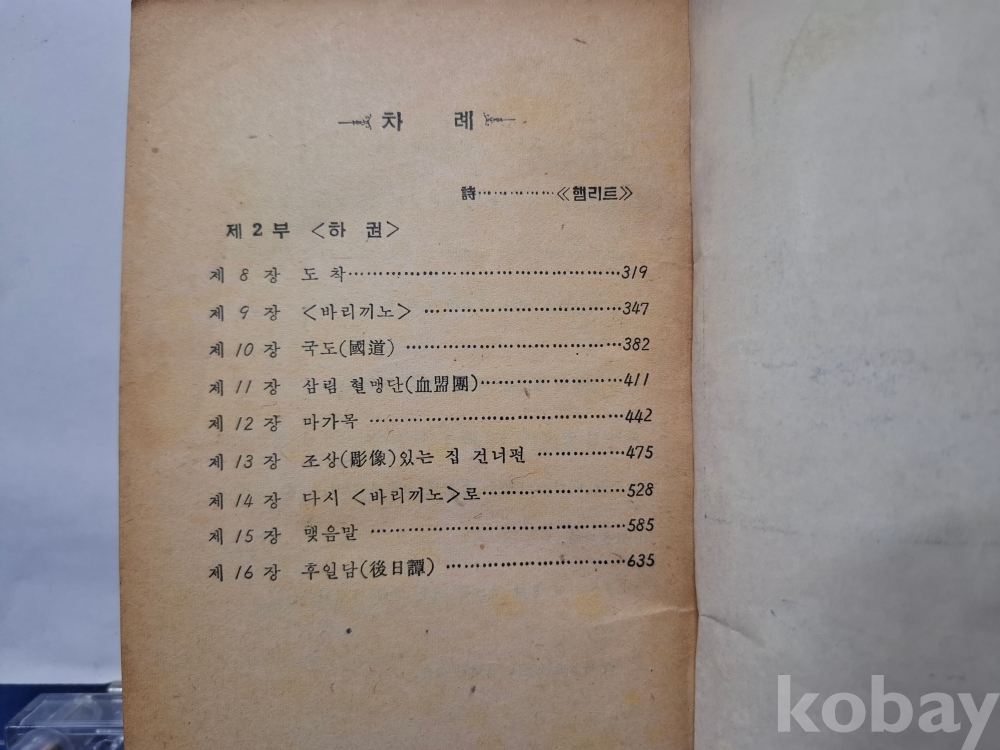 차 례
詩……………《햄리트》
제 2 부 <하 권>
제 8 장 도 착……………………………………………319
제 9 장 <바리끼노> ………………………………347
제 10 장 국도(國道) …………………………………382
제 11 장 삼림 혈맹단(血盟團)……………………411
제 12 장 마가목 ………………………………………442
제 13 장 조상(彫像)있는 집 건너편 ……………475
제 14 장 다시 <바리끼노>로……………………528
제 15 장 맺음말 ………………………………………585
제 16 장 후일담(後日譚) ……………………………635
kobay